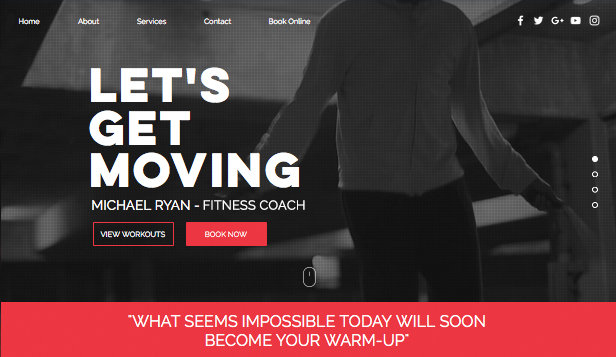 Home About Services Contact Book Online
LET'S
GET
MOVING
MICHAEL RYAN - FITNESS COACH
VIEW WORKOUTS BOOK NOW
"WHAT SEEMS IMPOSSIBLE TODAY WILL SOON
BECOME YOUR WARM-UP"